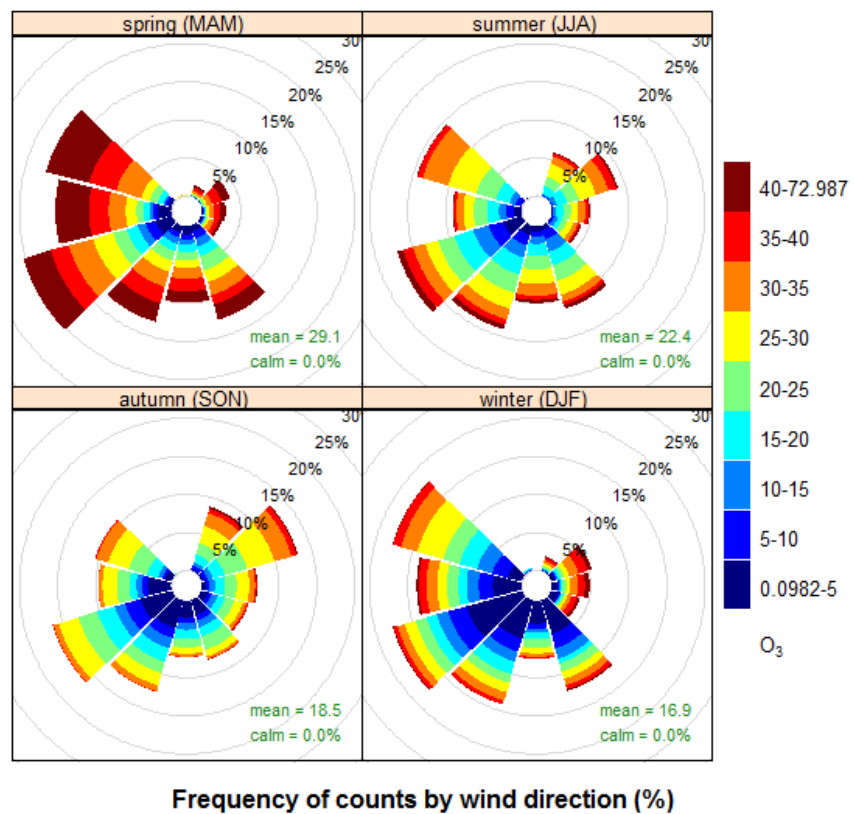 spring (MAM)
summer (JJA)
30
25%
20%
15%
10%
5%
mean = 29.1
calm = 0.0%
30
25%
20%
15%
10%
5%
mean = 22.4
calm = 0.0%
autumn (SON)
winter (DJF)
30
25%
20%
15%
10%
5%
mean = 18.5
calm = 0.0%
30
25%
20%
15%
10%
5%
mean = 16.9
calm = 0.0%
40-72.987
35-40
30-35
25-30
20-25
15-20
10-15
5-10
0.0982-5
O₃
Frequency of counts by wind direction (%)